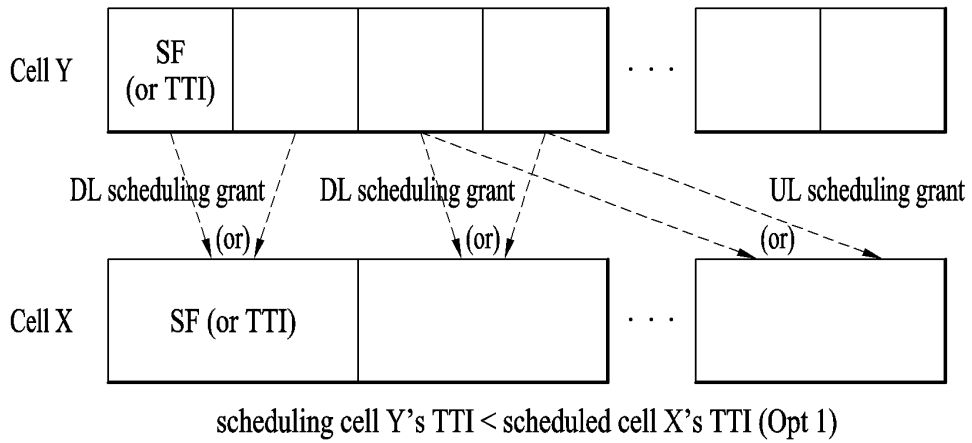 Cell Y
SF
(or TTI)
· · ·
DL scheduling grant
DL scheduling grant
UL scheduling grant
(or)
(or)
(or)
Cell X
SF (or TTI)
· · ·
scheduling cell Y's TTI < scheduled cell X's TTI (Opt 1)